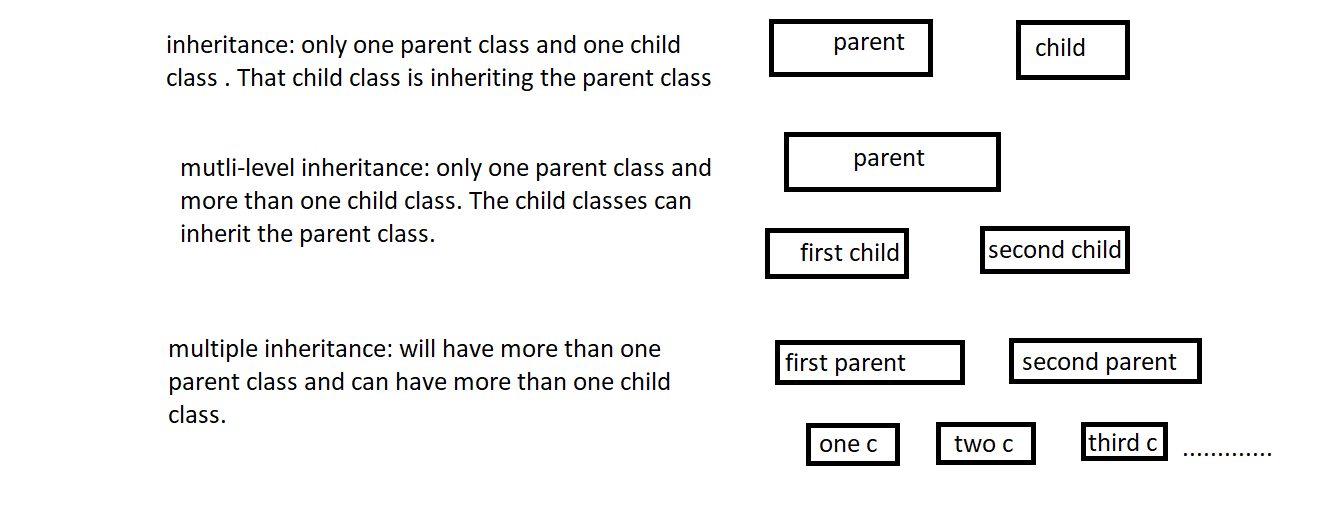 inheritance: only one parent class and one child
class . That child class is inheriting the parent class
parent
child
mutli-level inheritance: only one parent class and
more than one child class. The child classes can
inherit the parent class.
parent
first child
second child
multiple inheritance: will have more than one
parent class and can have more than one child
class.
first parent
second parent
one c
two c
third c
.............